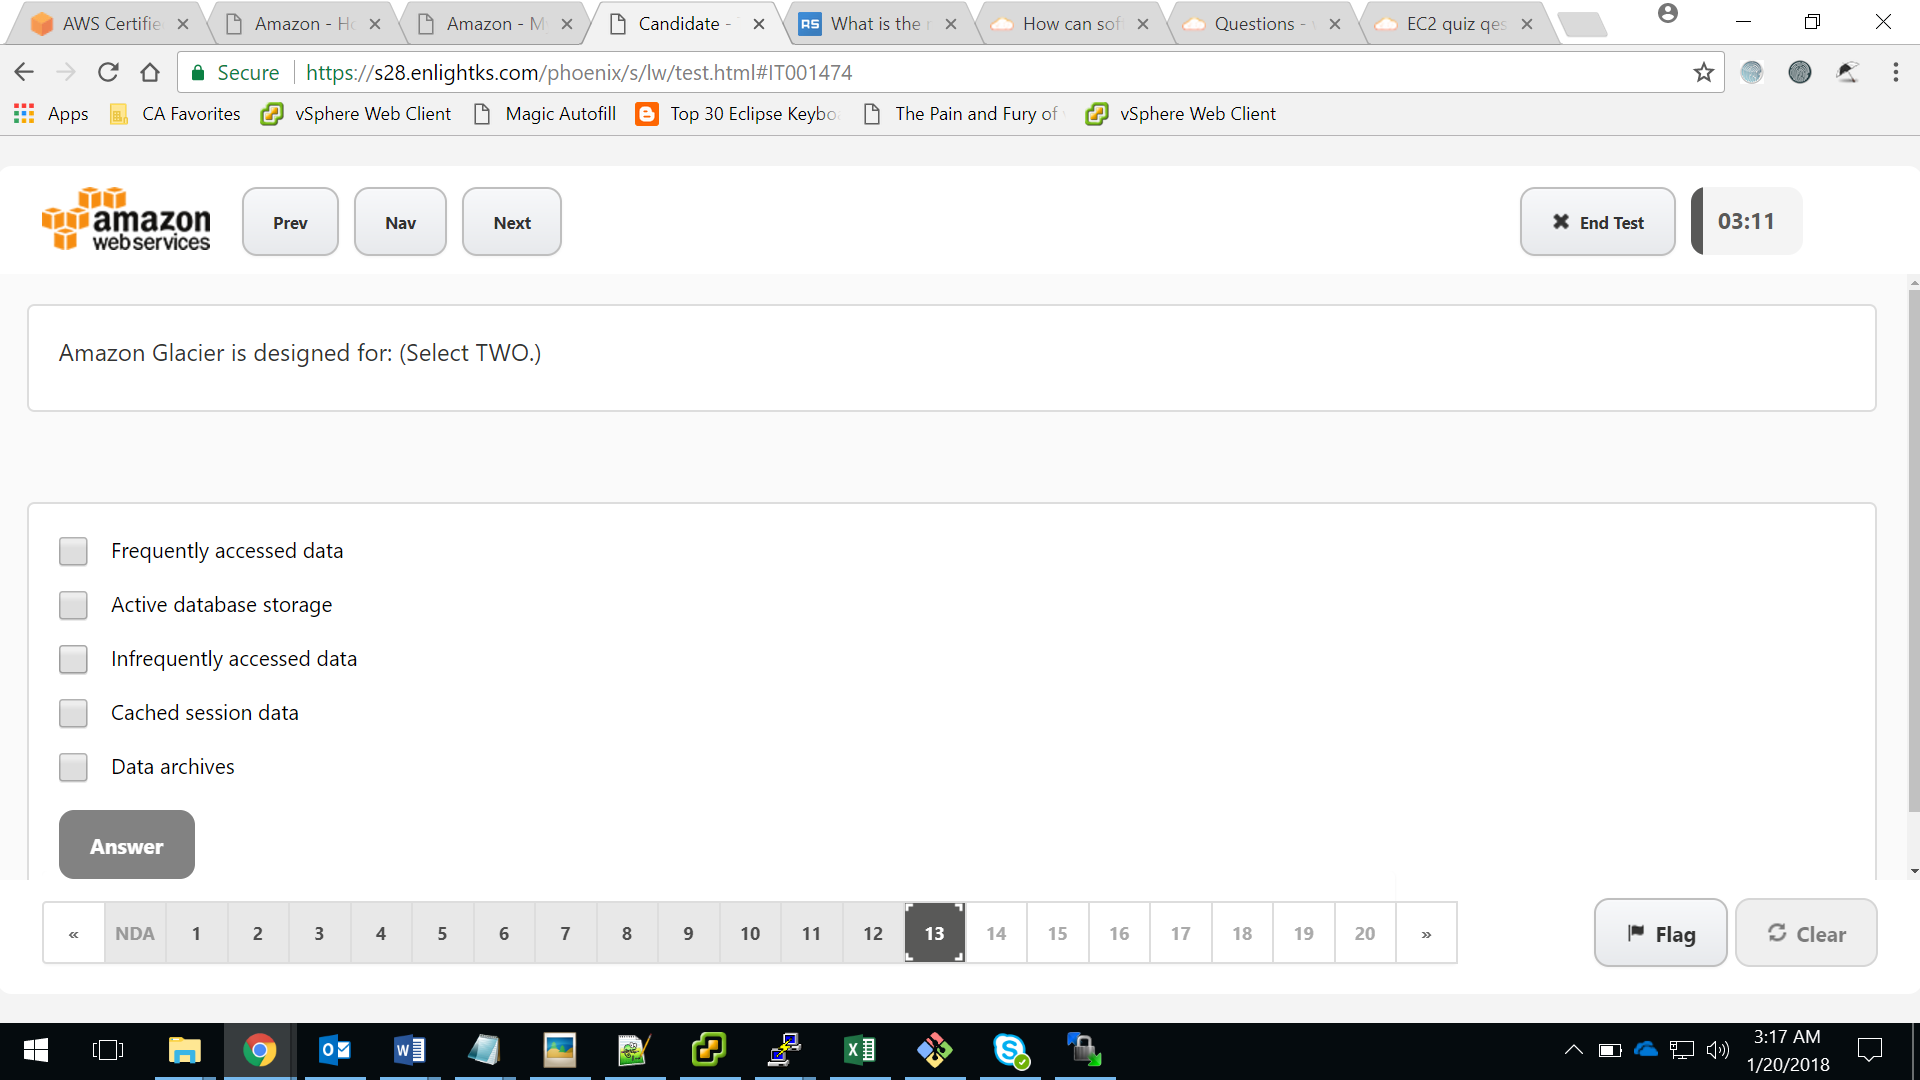 AWS Certifie
Amazon - Ho
Amazon - M
Candidate -
What is the
How can sof
Questions -
EC2 quiz qes
Secure
https://s28.enlightks.com/phoenix/s/lw/test.html#IT001474
Apps
CA Favorites
vSphere Web Client
Magic Autofill
Top 30 Eclipse Keybo
The Pain and Fury of
vSphere Web Client
amazon
webservices
Prev
Nav
Next
End Test
03:11
Amazon Glacier is designed for: (Select TWO.)
Frequently accessed data
Active database storage
Infrequently accessed data
Cached session data
Data archives
Answer
« NDA 1 2 3 4 5 6 7 8 9 10 11 12 13 14 15 16 17 18 19 20 »
Flag
Clear
3:17 AM
1/20/2018